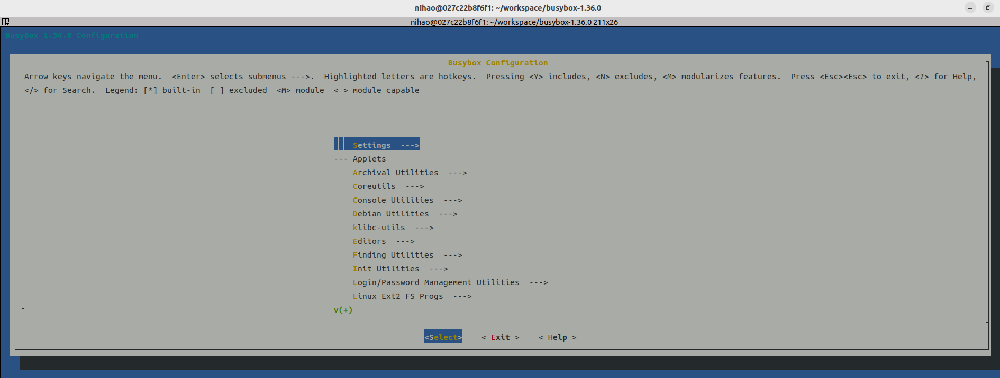 nihao@027c22b8f6f1: ~/workspace/busybox-1.36.0
nihao@027c22b8f6f1: ~/workspace/busybox-1.36.0 211x26
BusyBox 1.36.0 Configuration
Busybox Configuration
Arrow keys navigate the menu.  <Enter> selects submenus --->.  Highlighted letters are hotkeys.  Pressing <Y> includes, <N> excludes, <M> modularizes features.  Press <Esc><Esc> to exit, <?> for Help,
</> for Search.  Legend: [*] built-in  [ ] excluded  <M> module  < > module capable
Settings  --->
--- Applets
Archival Utilities  --->
Coreutils  --->
Console Utilities  --->
Debian Utilities  --->
klibc-utils  --->
Editors  --->
Finding Utilities  --->
Init Utilities  --->
Login/Password Management Utilities  --->
Linux Ext2 FS Progs  --->
v(+)
<Select>    < Exit >    < Help >